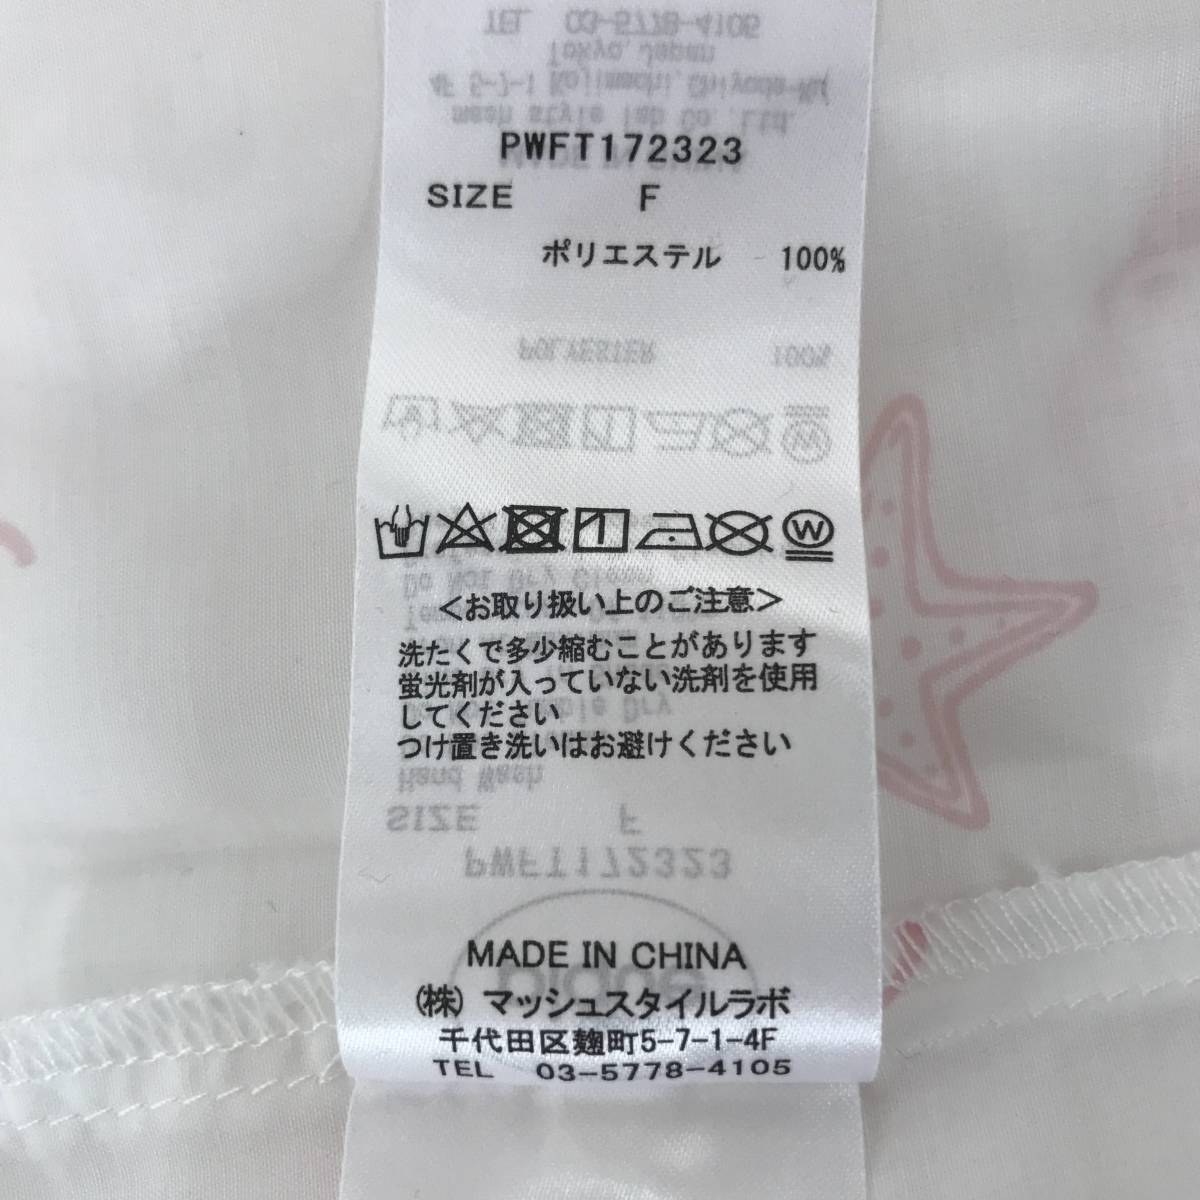 PWFT172323
SIZE F
ポリエステル 100%
<お取り扱い上のご注意>
洗たくで多少縮むことがあります
蛍光剤が入っていない洗剤を使用
してください
つけ置き洗いはお避けください
MADE IN CHINA
(株) マッシュスタイルラボ
千代田区麹町5-7-1-4F
TEL 03-5778-4105